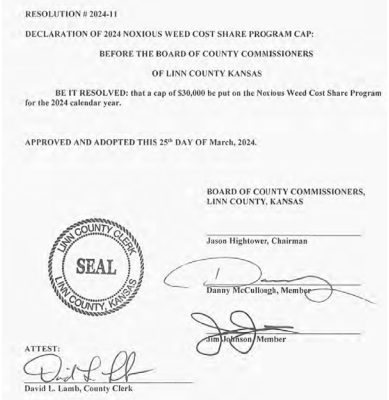 RESOLUTION # 2024-11
DECLARATION OF 2024 NOXIOUS WEED COST SHARE PROGRAM CAP:
BEFORE THE BOARD OF COUNTY COMMISSIONERS
OF LINN COUNTY KANSAS
BE IT RESOLVED: that a cap of $30,000 be put on the Noxious Weed Cost Share Program
for the 2024 calendar year.
APPROVED AND ADOPTED THIS 25th DAY OF March, 2024.
BOARD OF COUNTY COMMISSIONERS,
LINN COUNTY, KANSAS
Jason Hightower, Chairman
LINN COUNTY CLERK
SEAL
LINN COUNTY, KANSAS
Danny McCullough, Member
Jim Johnson, Member
ATTEST:
David L. Lamb, County Clerk